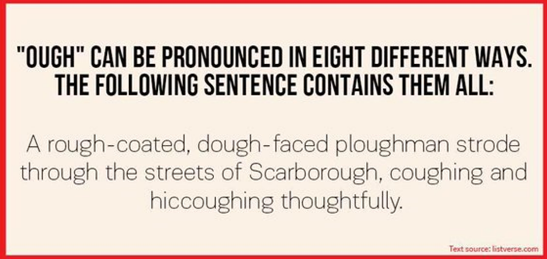 "OUGH" CAN BE PRONOUNCED IN EIGHT DIFFERENT WAYS.
THE FOLLOWING SENTENCE CONTAINS THEM ALL:
A rough-coated, dough-faced ploughman strode
through the streets of Scarborough, coughing and
hiccoughing thoughtfully.
Text source: listverse.com